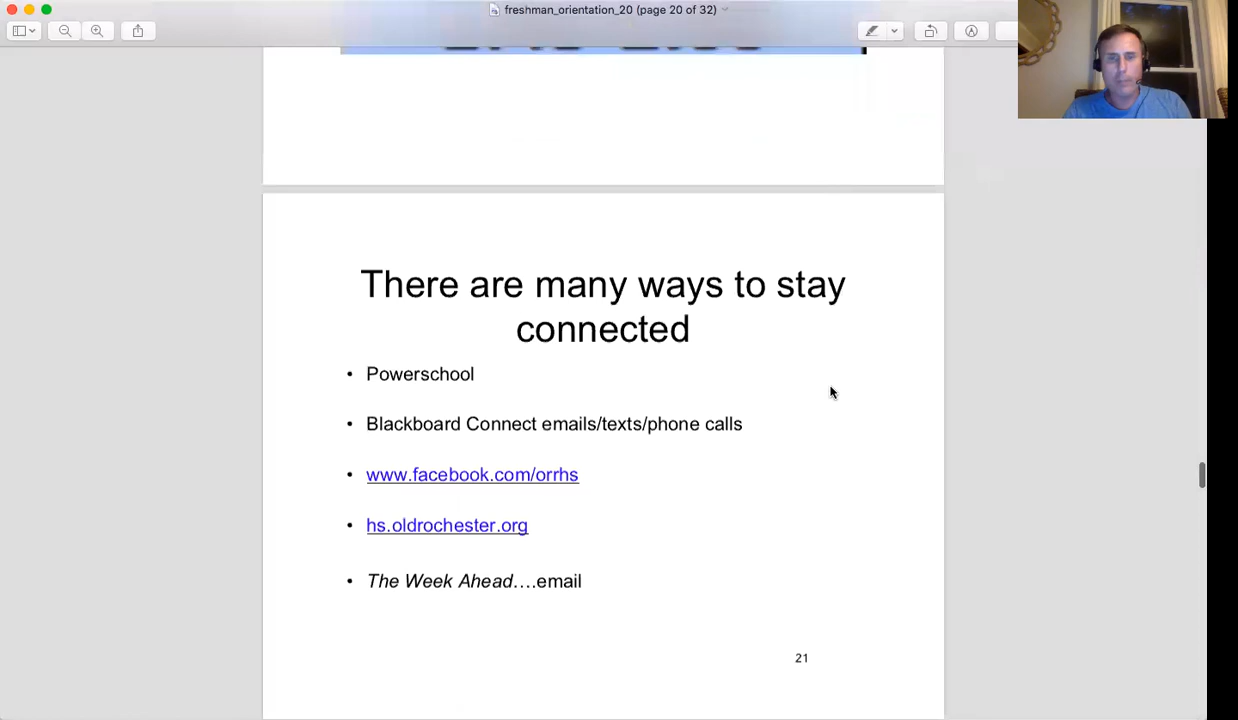 freshman_orientation_20 (page 20 of 32)
There are many ways to stay
connected
• Powerschool
• Blackboard Connect emails/texts/phone calls
• www.facebook.com/orrhs
• hs.oldrochester.org
• The Week Ahead….email
21